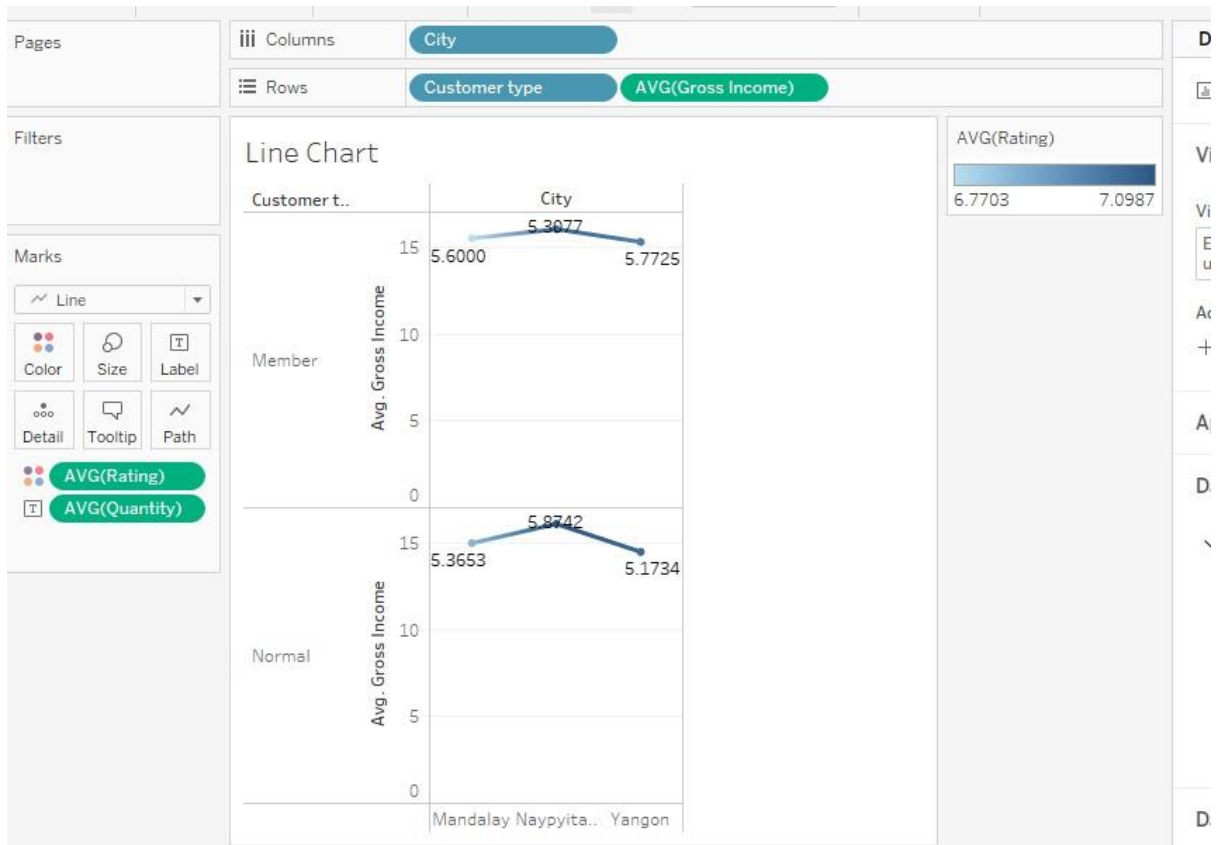 Pages
Columns
City
Rows
Customer type
AVG(Gross Income)
Filters
Marks
Line
Color
Size
Label
Detail
Tooltip
Path
AVG(Rating)
AVG(Quantity)
Line Chart
Customer t..
City
Member
Avg. Gross Income
15
10
5
0
5.6000
5.3077
5.7725
Normal
Avg. Gross Income
15
10
5
0
5.3653
5.8742
5.1734
Mandalay Naypyita.. Yangon
AVG(Rating)
6.7703 7.0987